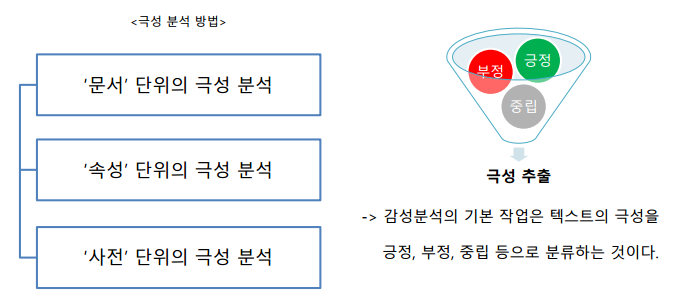 <극성 분석 방법>
'문서' 단위의 극성 분석
'속성' 단위의 극성 분석
'사전' 단위의 극성 분석
부정
긍정
중립
극성 추출
-> 감성분석의 기본 작업은 텍스트의 극성을
긍정, 부정, 중립 등으로 분류하는 것이다.